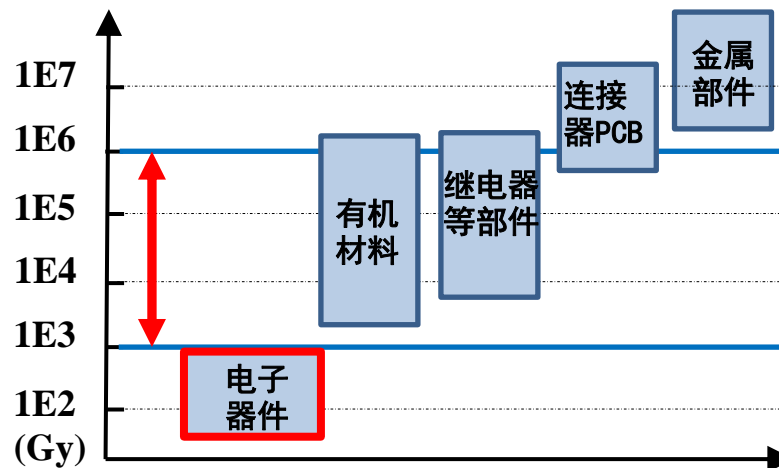 1E7
1E6
1E5
1E4
1E3
1E2
(Gy)
电子
器件
有机
材料
继电器
等部件
连接
器PCB
金属
部件